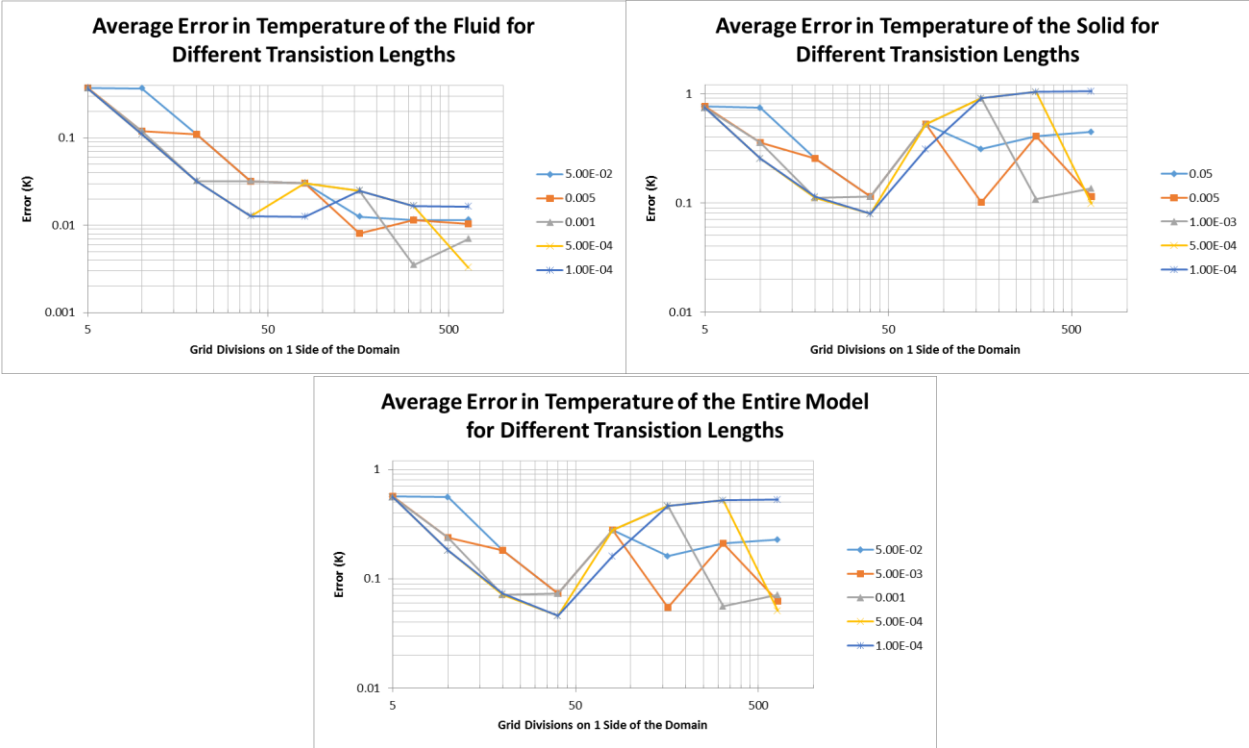 Average Error in Temperature of the Fluid for
Different Transistion Lengths
Error (K)
0.1
0.01
0.001
5
50
500
Grid Divisions on 1 Side of the Domain
5.00E-02
0.005
0.001
5.00E-04
1.00E-04
Average Error in Temperature of the Solid for
Different Transistion Lengths
Error (K)
1
0.1
0.01
5
50
500
Grid Divisions on 1 Side of the Domain
0.05
0.005
1.00E-03
5.00E-04
1.00E-04
Average Error in Temperature of the Entire Model
for Different Transistion Lengths
Error (K)
1
0.1
0.01
5
50
500
Grid Divisions on 1 Side of the Domain
5.00E-02
5.00E-03
0.001
5.00E-04
1.00E-04